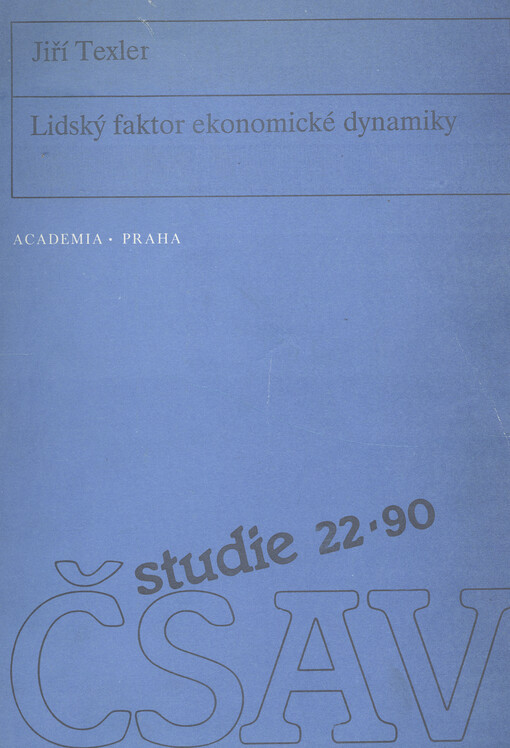 Jiří Texler
Lidský faktor ekonomické dynamiky
ACADEMIA • PRAHA
studie 22•90
ČSAV